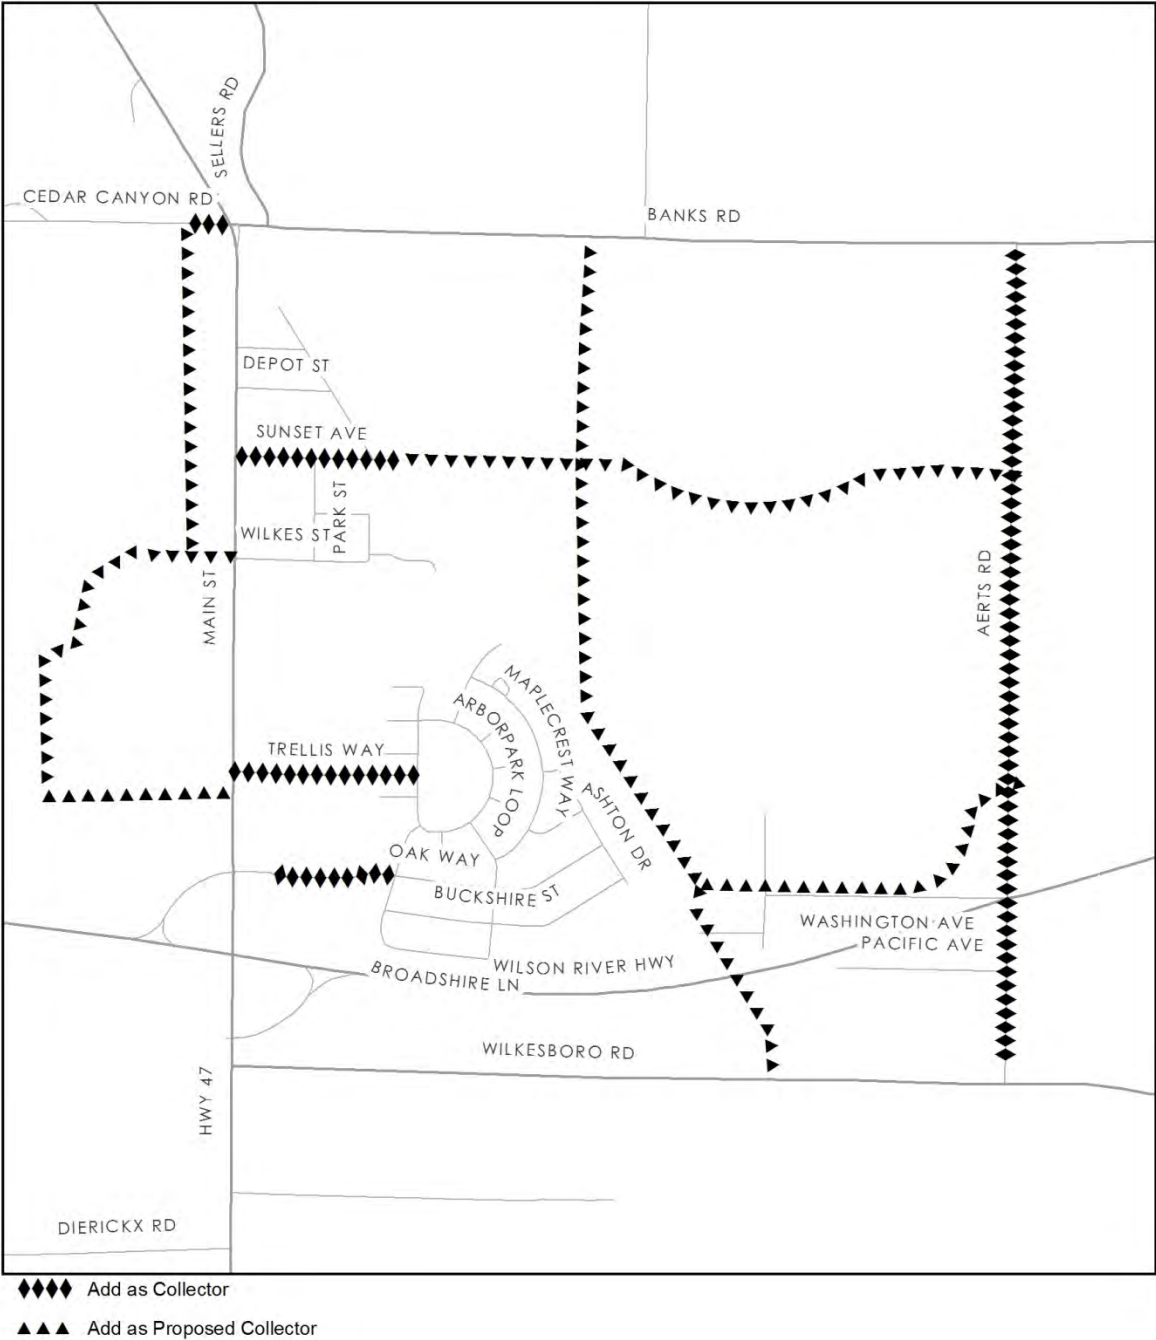 SELLERS RD
CEDAR CANYON RD
BANKS RD
DEPOT ST
SUNSET AVE
PARK ST
WILKES ST
MAIN ST
AERTS RD
MAPLECREST WAY
ARBORPARK LOOP
TRELLIS WAY
ASHTON DR
OAK WAY
BUCKSHIRE ST
WASHINGTON AVE
PACIFIC AVE
WILSON RIVER HWY
BROADSHIRE LN
WILKESBORO RD
HWY 47
DIERICKX RD
Add as Collector
Add as Proposed Collector